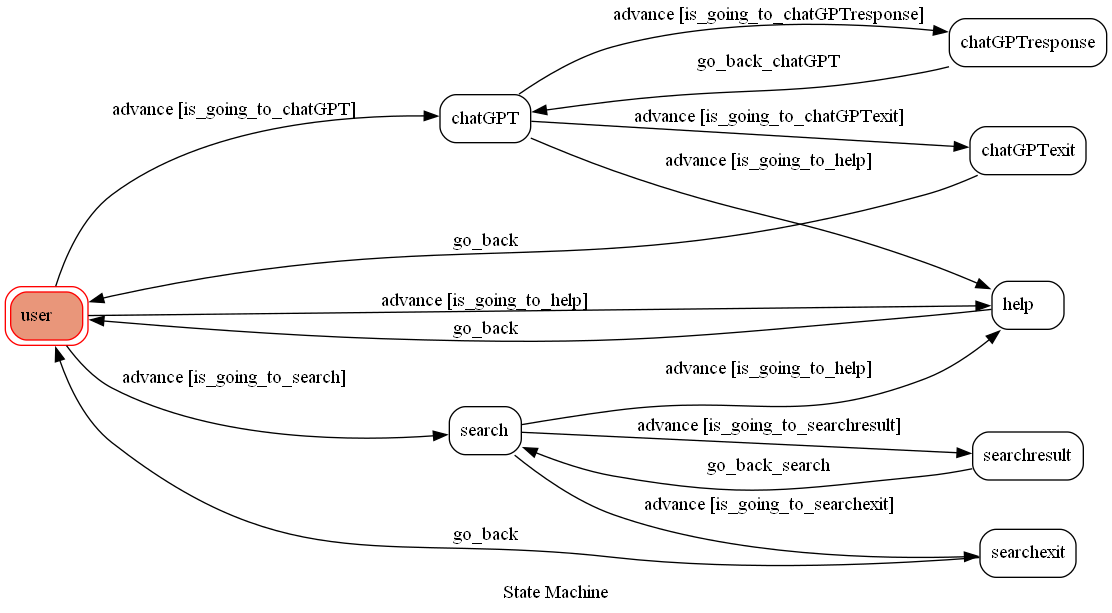 advance [is_going_to_chatGPTresponse]
chatGPTresponse
go_back_chatGPT
advance [is_going_to_chatGPT]
chatGPT
advance [is_going_to_chatGPTexit]
chatGPTexit
advance [is_going_to_help]
go_back
advance [is_going_to_help]
help
user
go_back
advance [is_going_to_help]
advance [is_going_to_search]
search
advance [is_going_to_searchresult]
searchresult
go_back_search
advance [is_going_to_searchexit]
go_back
searchexit
State Machine